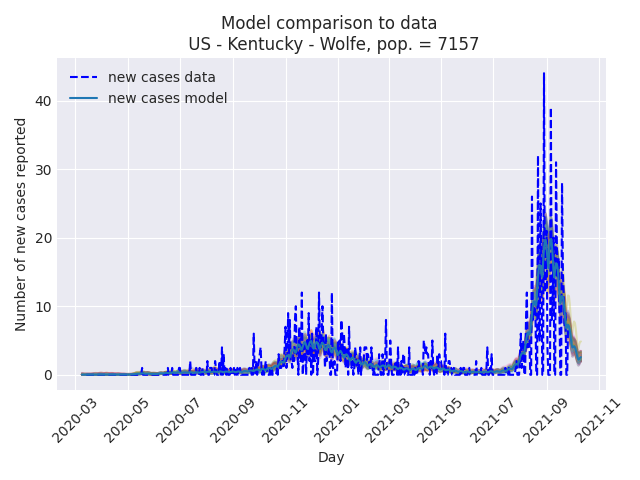 Model comparison to data
US - Kentucky - Wolfe, pop. = 7157
new cases data
new cases model
Number of new cases reported
40
30
20
10
0
2020-03
2020-05
2020-07
2020-09
2020-11
2021-01
2021-03
2021-05
2021-07
2021-09
2021-11
Day